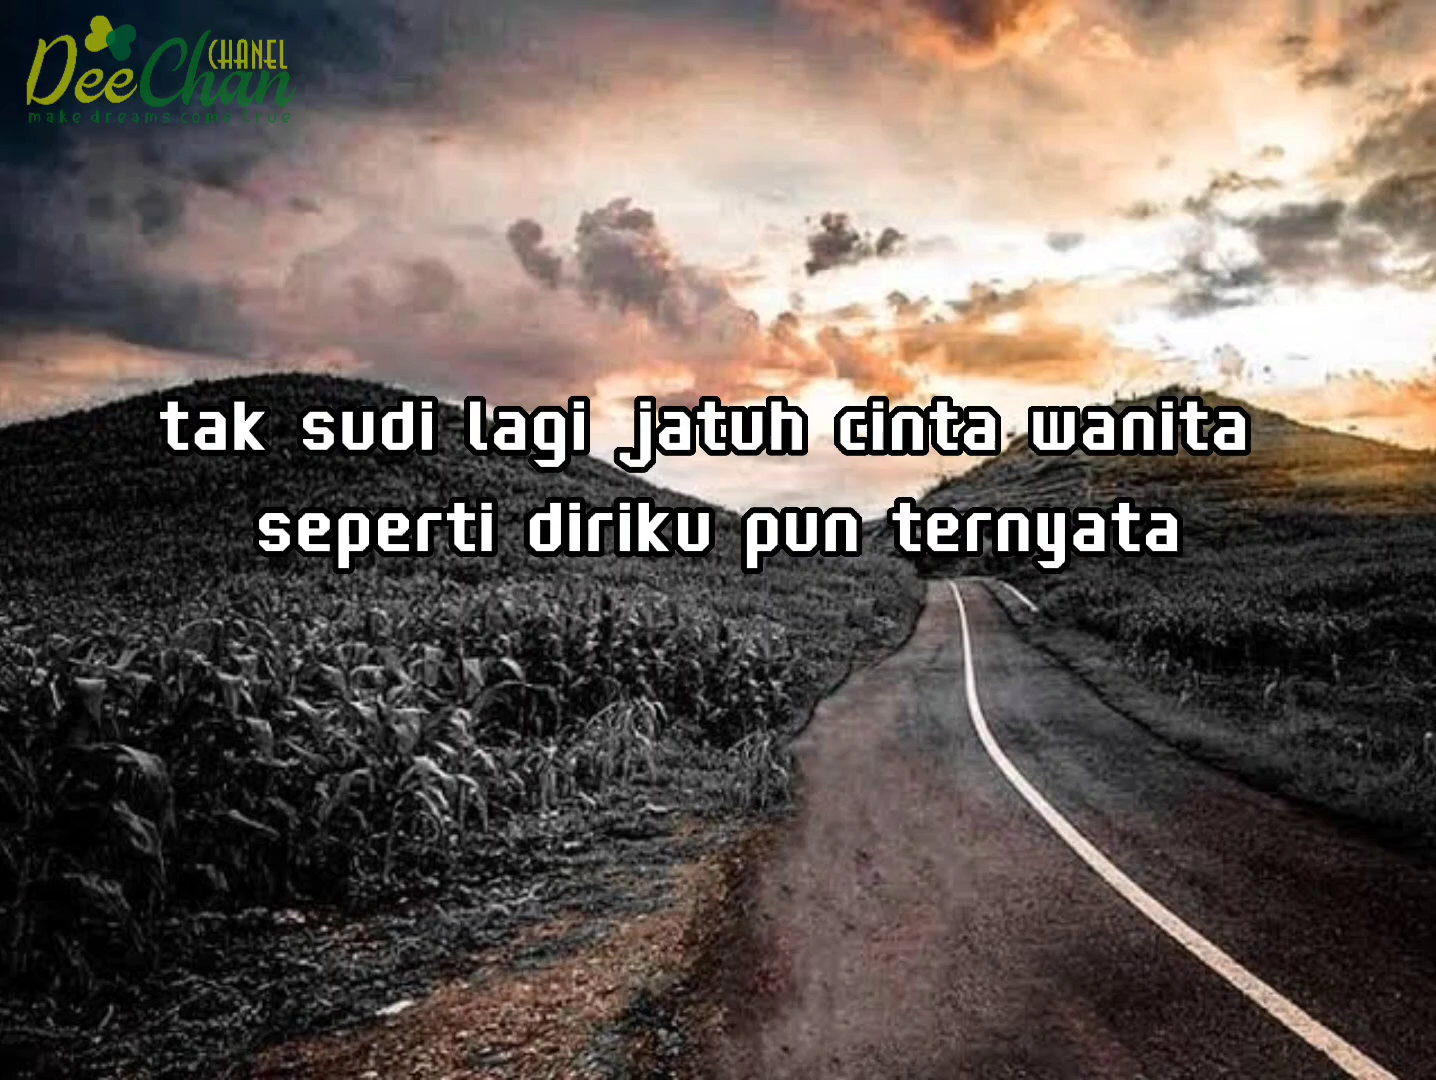 DeeChan
CHANEL
make dreams come true
tak sudi lagi jatuh cinta wanita
seperti diriku pun ternyata